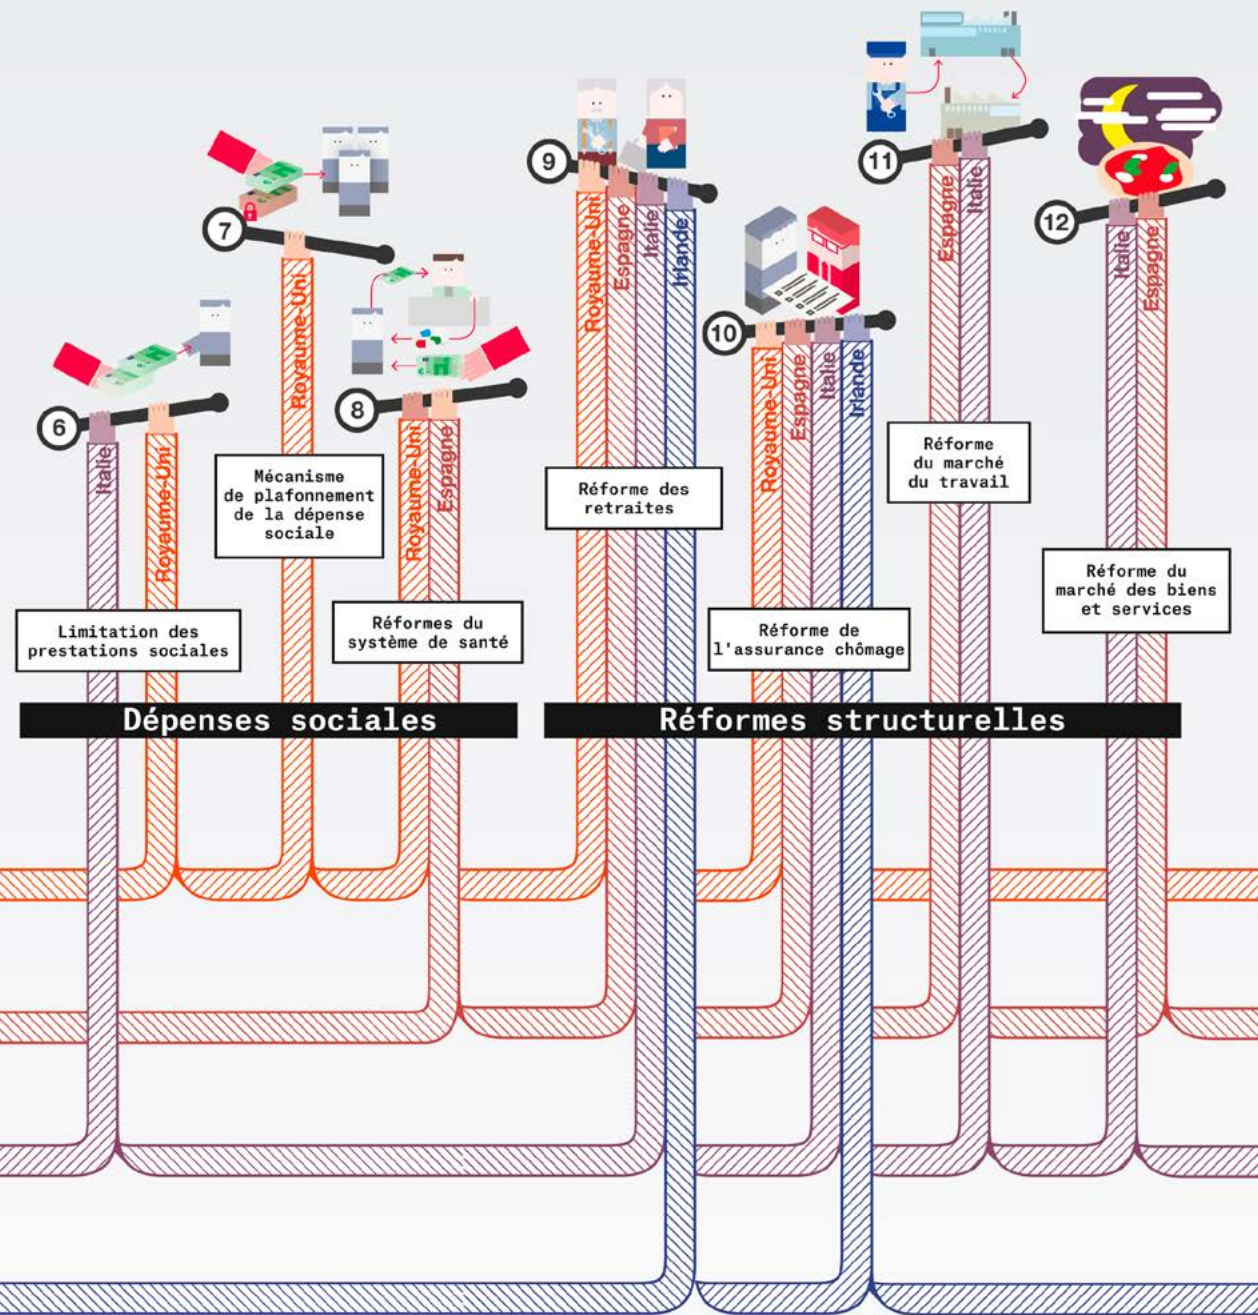 6
Italie
Royaume-Uni
Limitation des
prestations sociales
7
Royaume-Uni
Mécanisme
de plafonnement
de la dépense
sociale
8
Royaume-Uni
Espagne
Réformes du
système de santé
Dépenses sociales
9
Royaume-Uni
Espagne
Italie
Irlande
Réforme des
retraites
10
Royaume-Uni
Espagne
Italie
Irlande
Réforme de
l'assurance chômage
11
Espagne
Italie
Réforme
du marché
du travail
12
Italie
Espagne
Réforme du
marché des biens
et services
Réformes structurelles